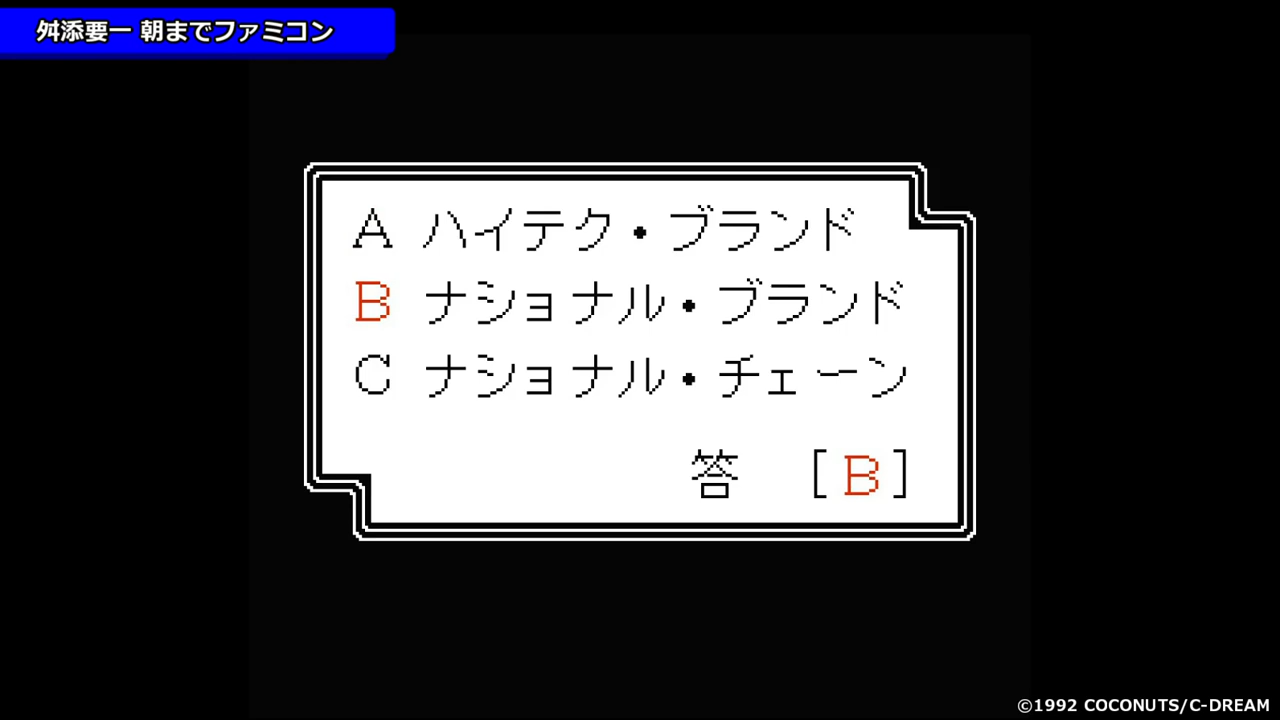 舛添要一 朝までファミコン
A ハイテク・ブランド
B ナショナル・ブランド
C ナショナル・チェーン
答 [B]
©1992 COCONUTS/C-DREAM